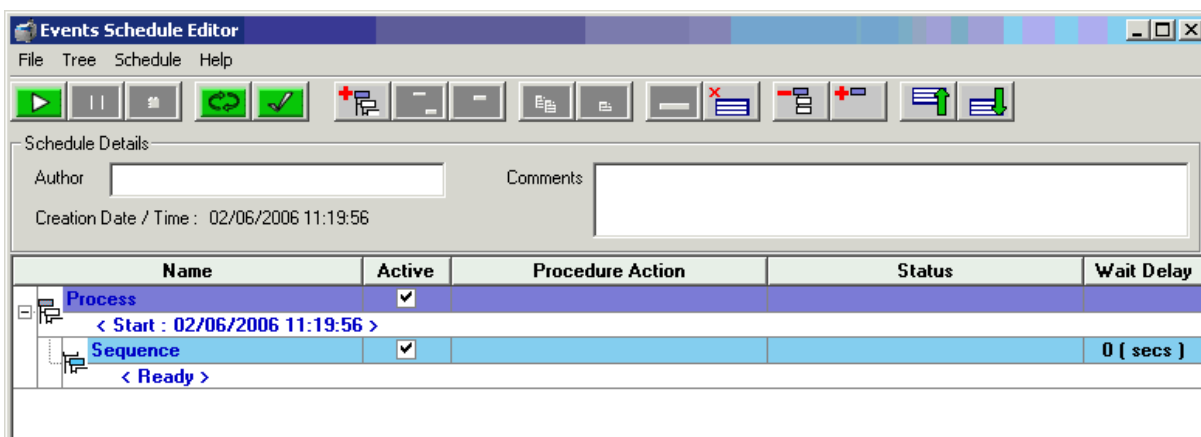 Events Schedule Editor
File Tree Schedule Help
Schedule Details
Author
Comments
Creation Date / Time : 02/06/2006 11:19:56
Name Active Procedure Action Status Wait Delay
Process
< Start : 02/06/2006 11:19:56 >
Sequence 0 ( secs )
< Ready >